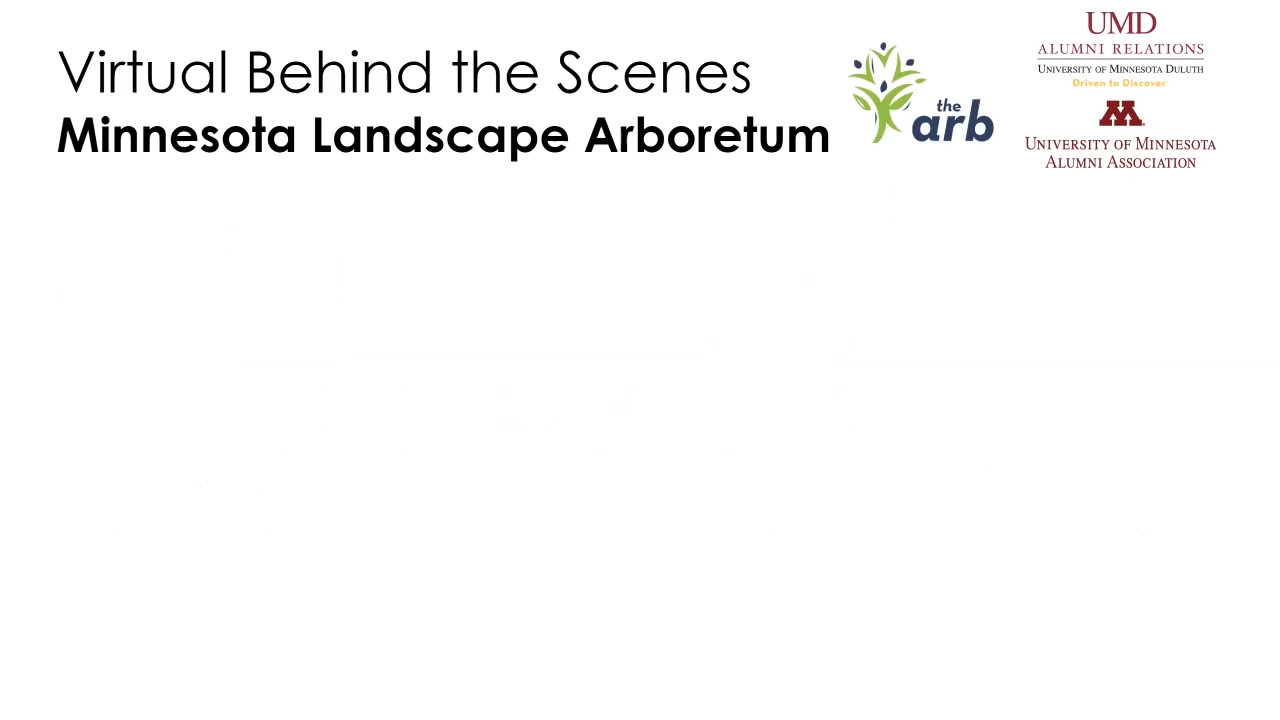 Virtual Behind the Scenes
Minnesota Landscape Arboretum
the
arb
UMD
ALUMNI RELATIONS
UNIVERSITY OF MINNESOTA DULUTH
Driven to Discover
M
UNIVERSITY OF MINNESOTA
ALUMNI ASSOCIATION